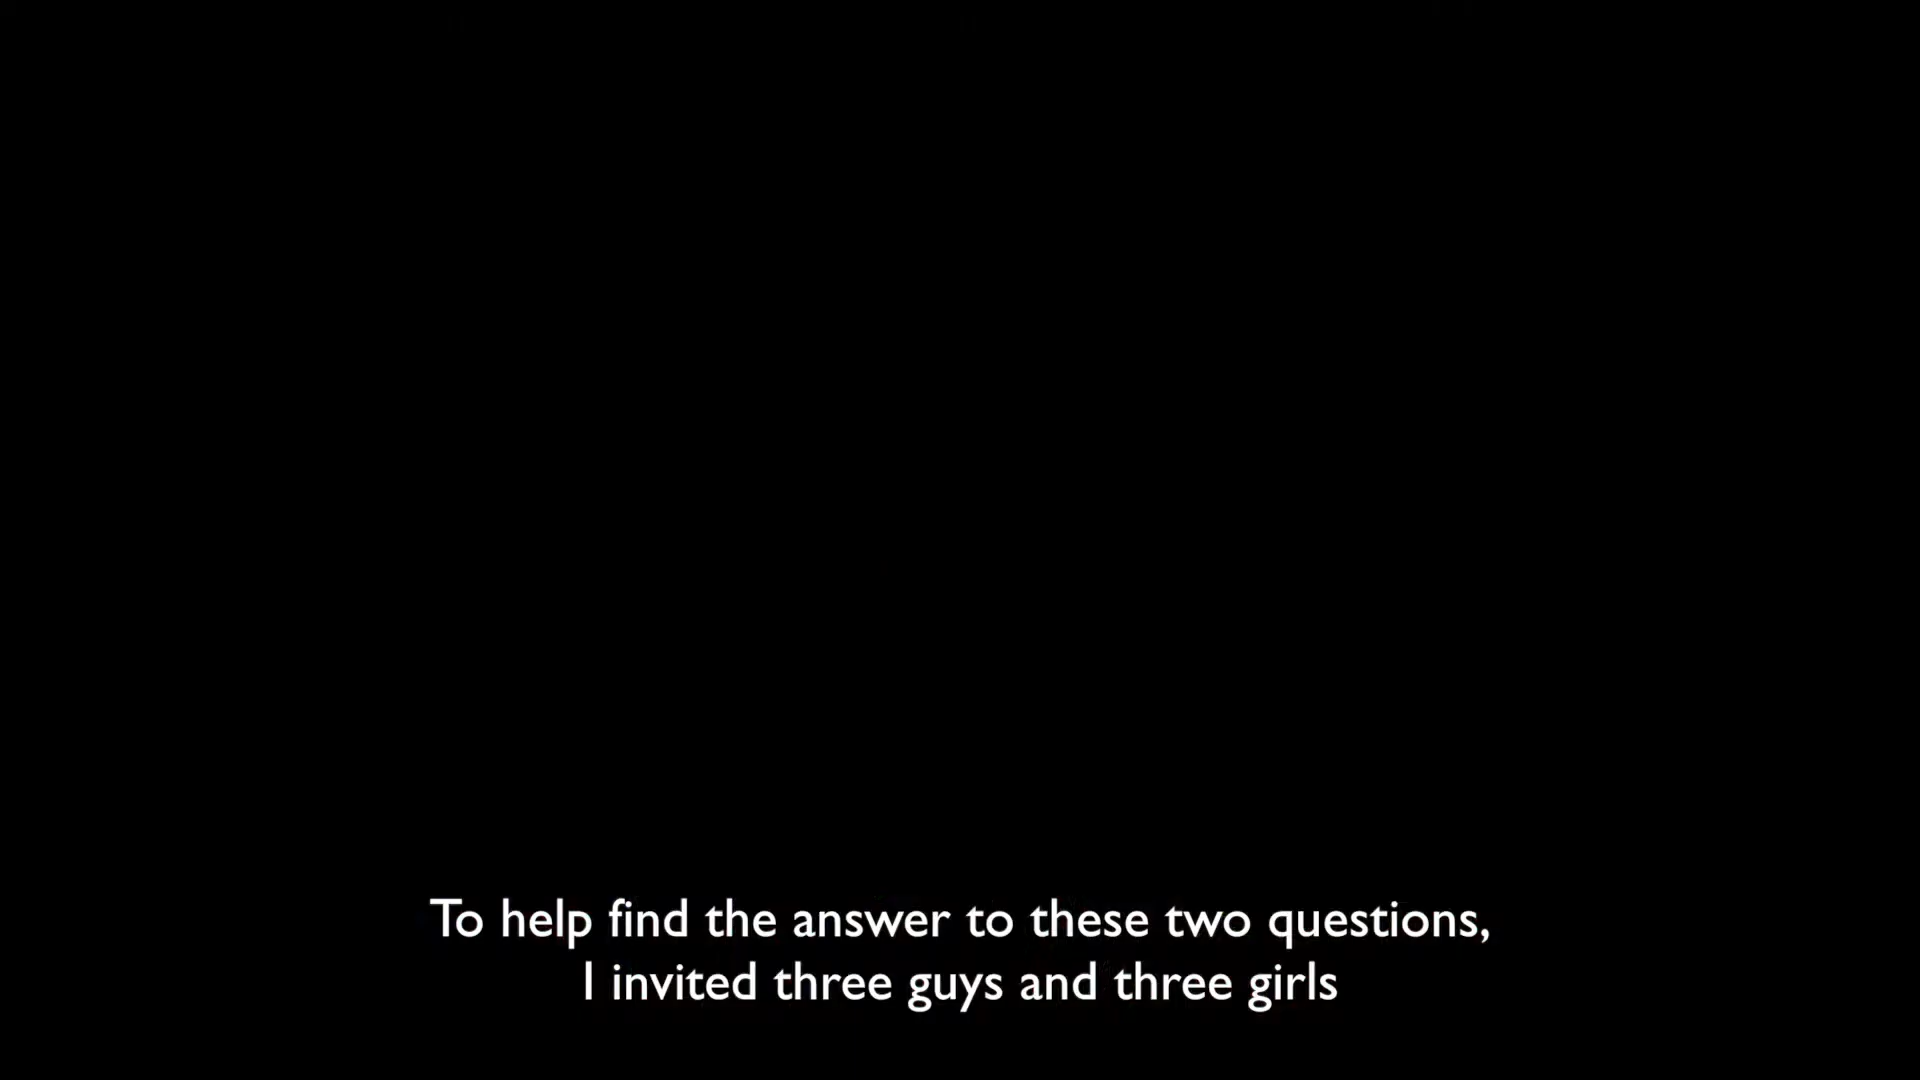 To help find the answer to these two questions,
I invited three guys and three girls